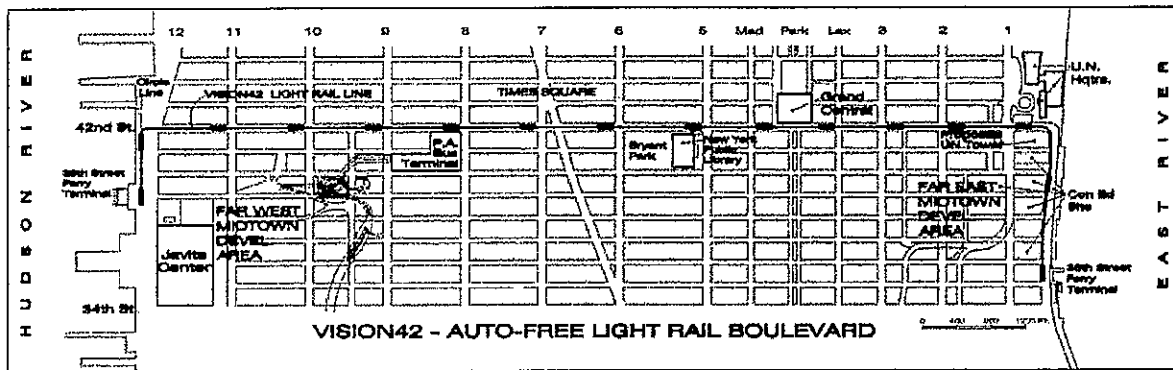 HUDSON RIVER
12 11 10 9 8 7 6 5 Mad Park Lex 3 2 1
Circle
Line
VISION42 LIGHT RAIL LINE
TIMES SQUARE
Grand
Central
U.N.
Hqtrs.
42nd St.
P.A.
Bus
Terminal
Bryant
Park
New York
Public
Library
Proposed
U.N. Tower
Ferry
Terminal
FAR WEST
MIDTOWN
DEVEL
AREA
FAR EAST-
MIDTOWN
DEVEL
AREA
Con Ed
Site
Javits
Center
34th St.
Street
Ferry
Terminal
0 400 800
VISION42 - AUTO-FREE LIGHT RAIL BOULEVARD
EAST RIVER